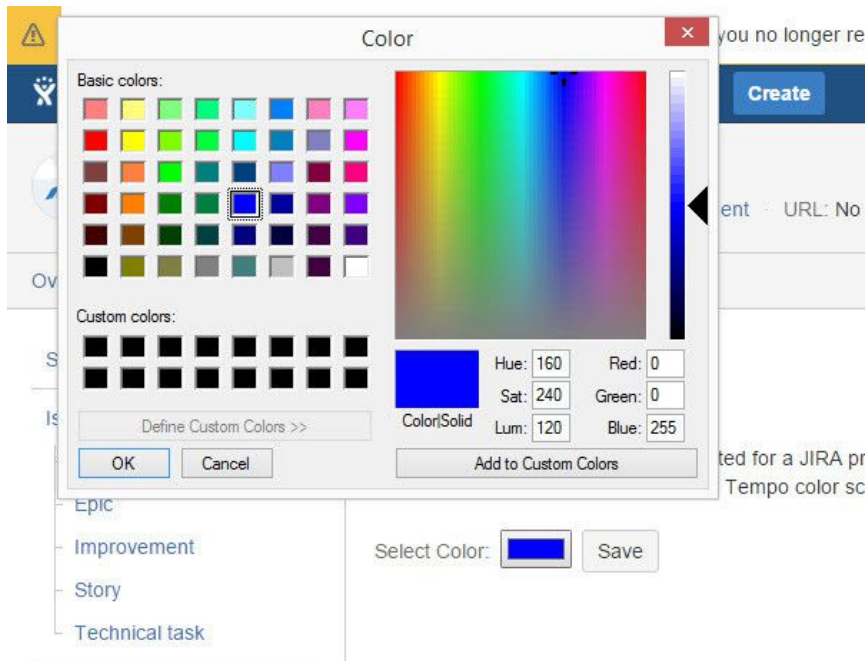 Color
you no longer re
Create
Basic colors:
ent · URL: No
Ov
Custom colors:
S
Is
Hue: 160 Red: 0
Sat: 240 Green: 0
Color|Solid Lum: 120 Blue: 255
Define Custom Colors >>
OK Cancel Add to Custom Colors
ted for a JIRA pr
Tempo color sc
Epic
Improvement
Select Color: Save
Story
Technical task